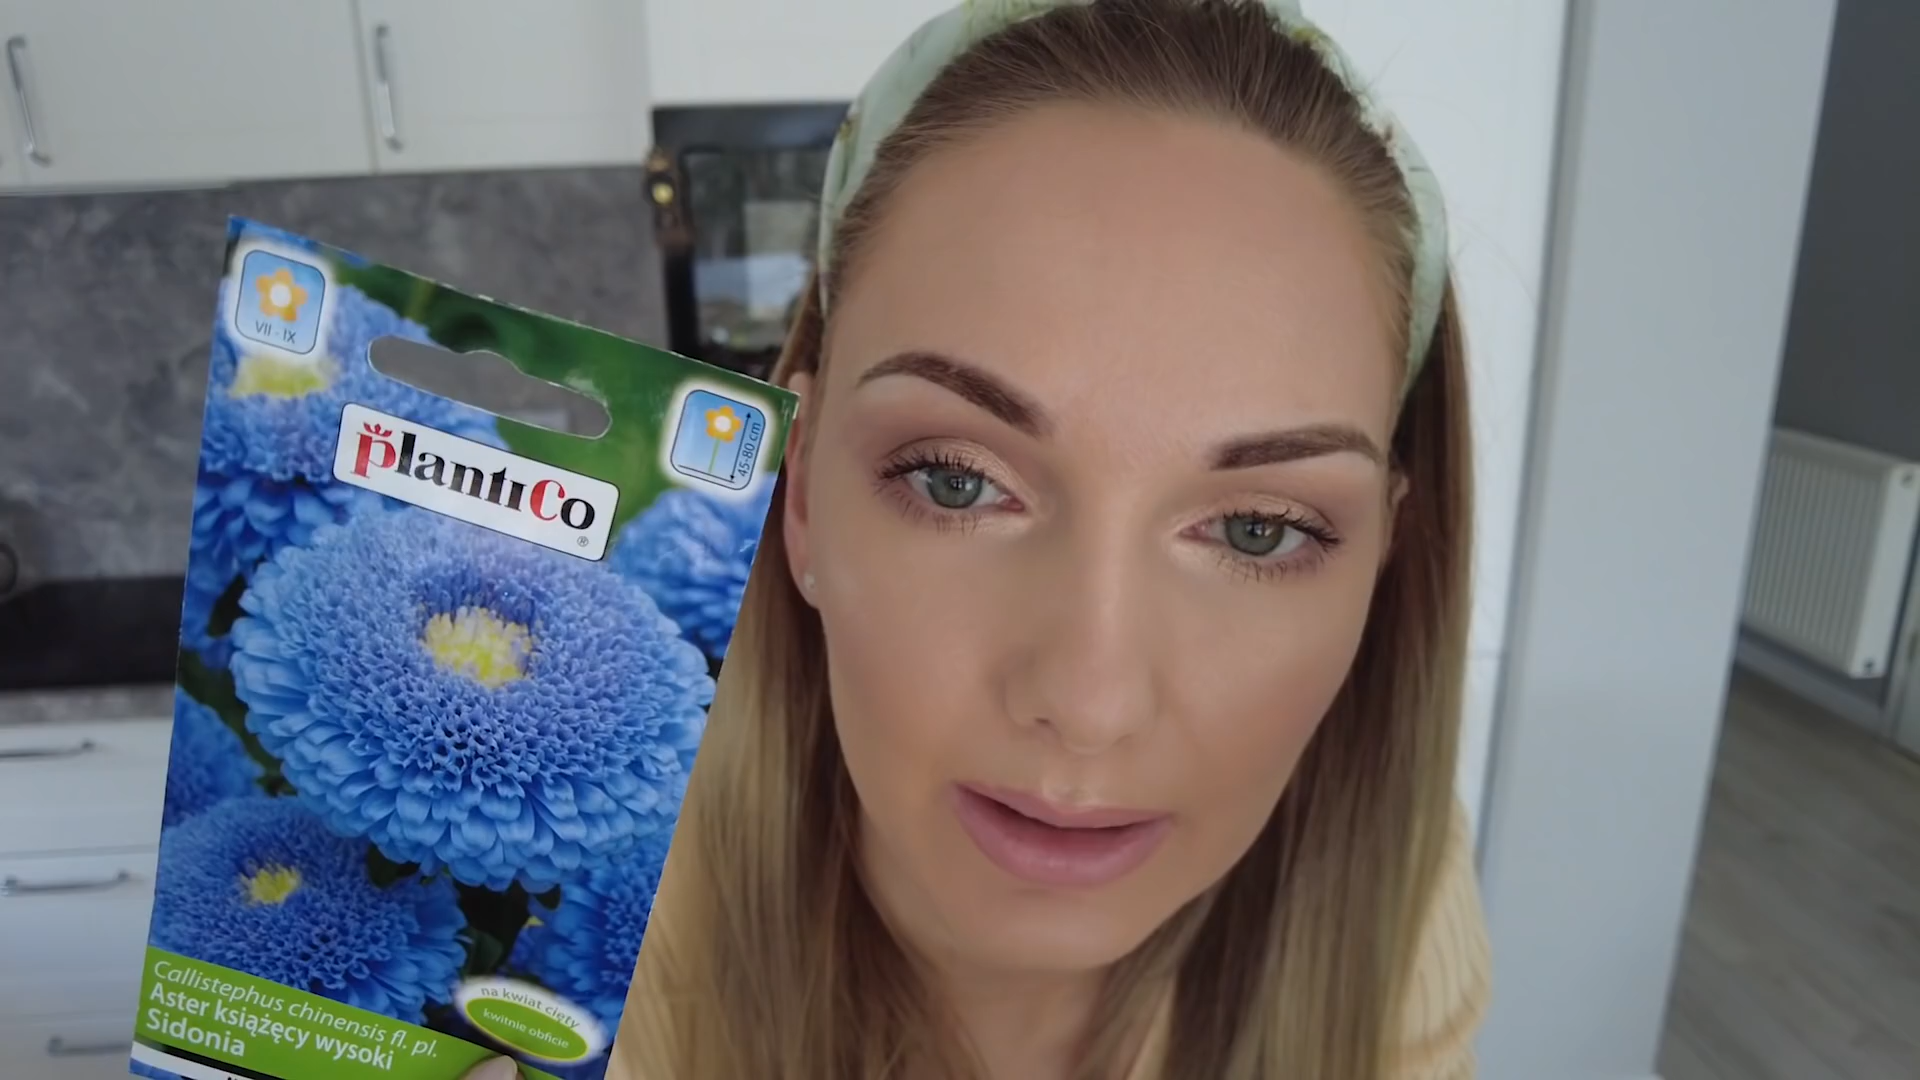 VII - IX
45-80 cm
plantico
®
Callistephus chinensis fl. pl.
Aster książęcy wysoki
Sidonia
na kwiat cięty
kwitnie obficie